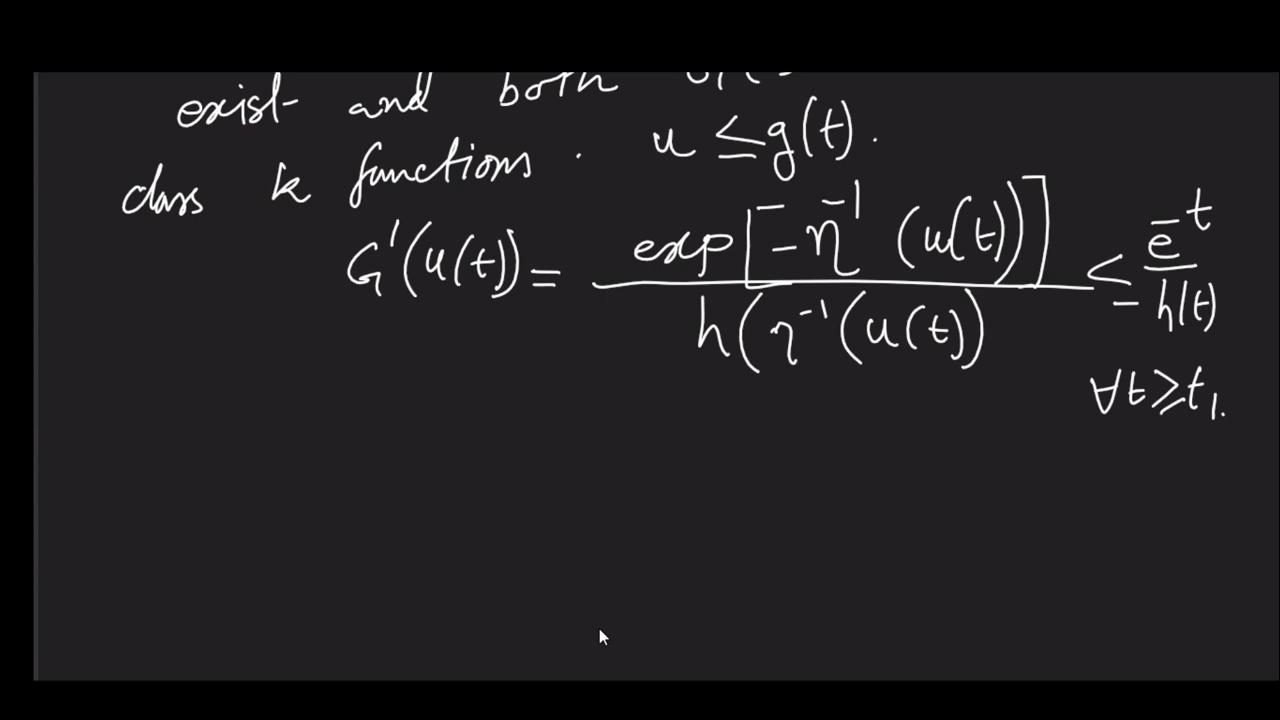 exist and both
class k functions. u ≤ g(t).
G'(u(t)) = exp[-η⁻¹(u(t))] / h(η⁻¹(u(t)) ≤ e⁻ᵗ / h(t)
∀t ≥ t₁.